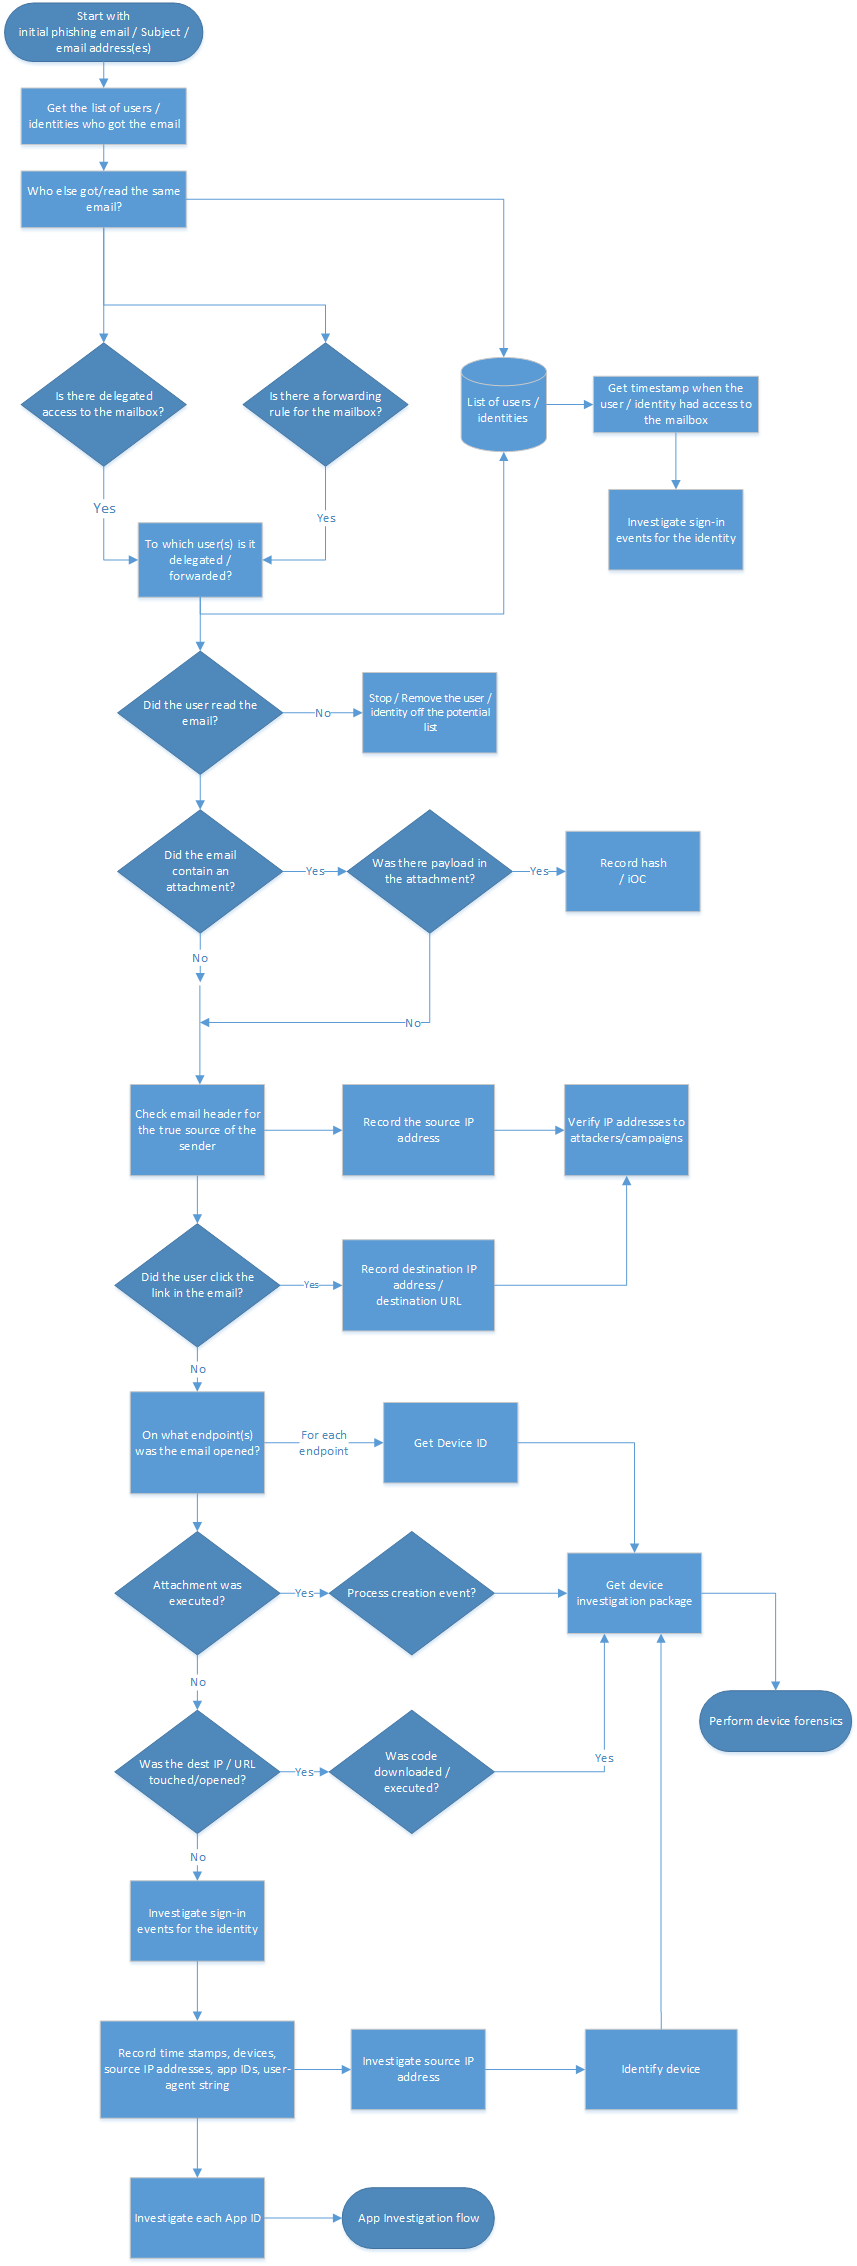 Start with
initial phishing email / Subject /
email address(es)
Get the list of users /
identities who got the email
Who else got/read the same
email?
Is there delegated
access to the mailbox?
Is there a forwarding
rule for the mailbox?
List of users /
identities
Get timestamp when the
user / identity had access to
the mailbox
Yes
Yes
Investigate sign-in
events for the identity
To which user(s) is it
delegated /
forwarded?
Did the user read the
email?
No
Stop / Remove the user /
identity off the potential
list
Did the email
contain an
attachment?
Yes
Was there payload in
the attachment?
Yes
Record hash
/ iOC
No
No
Check email header for
the true source of the
sender
Record the source IP
address
Verify IP addresses to
attackers/campaigns
Did the user click the
link in the email?
Yes
Record destination IP
address /
destination URL
No
On what endpoint(s)
was the email opened?
For each
endpoint
Get Device ID
Attachment was
executed?
Yes
Process creation event?
Get device
investigation package
No
Perform device forensics
Was the dest IP / URL
touched/opened?
Yes
Was code
downloaded /
executed?
Yes
No
Investigate sign-in
events for the identity
Record time stamps, devices,
source IP addresses, app IDs, user-
agent string
Investigate source IP
address
Identify device
Investigate each App ID
App Investigation flow